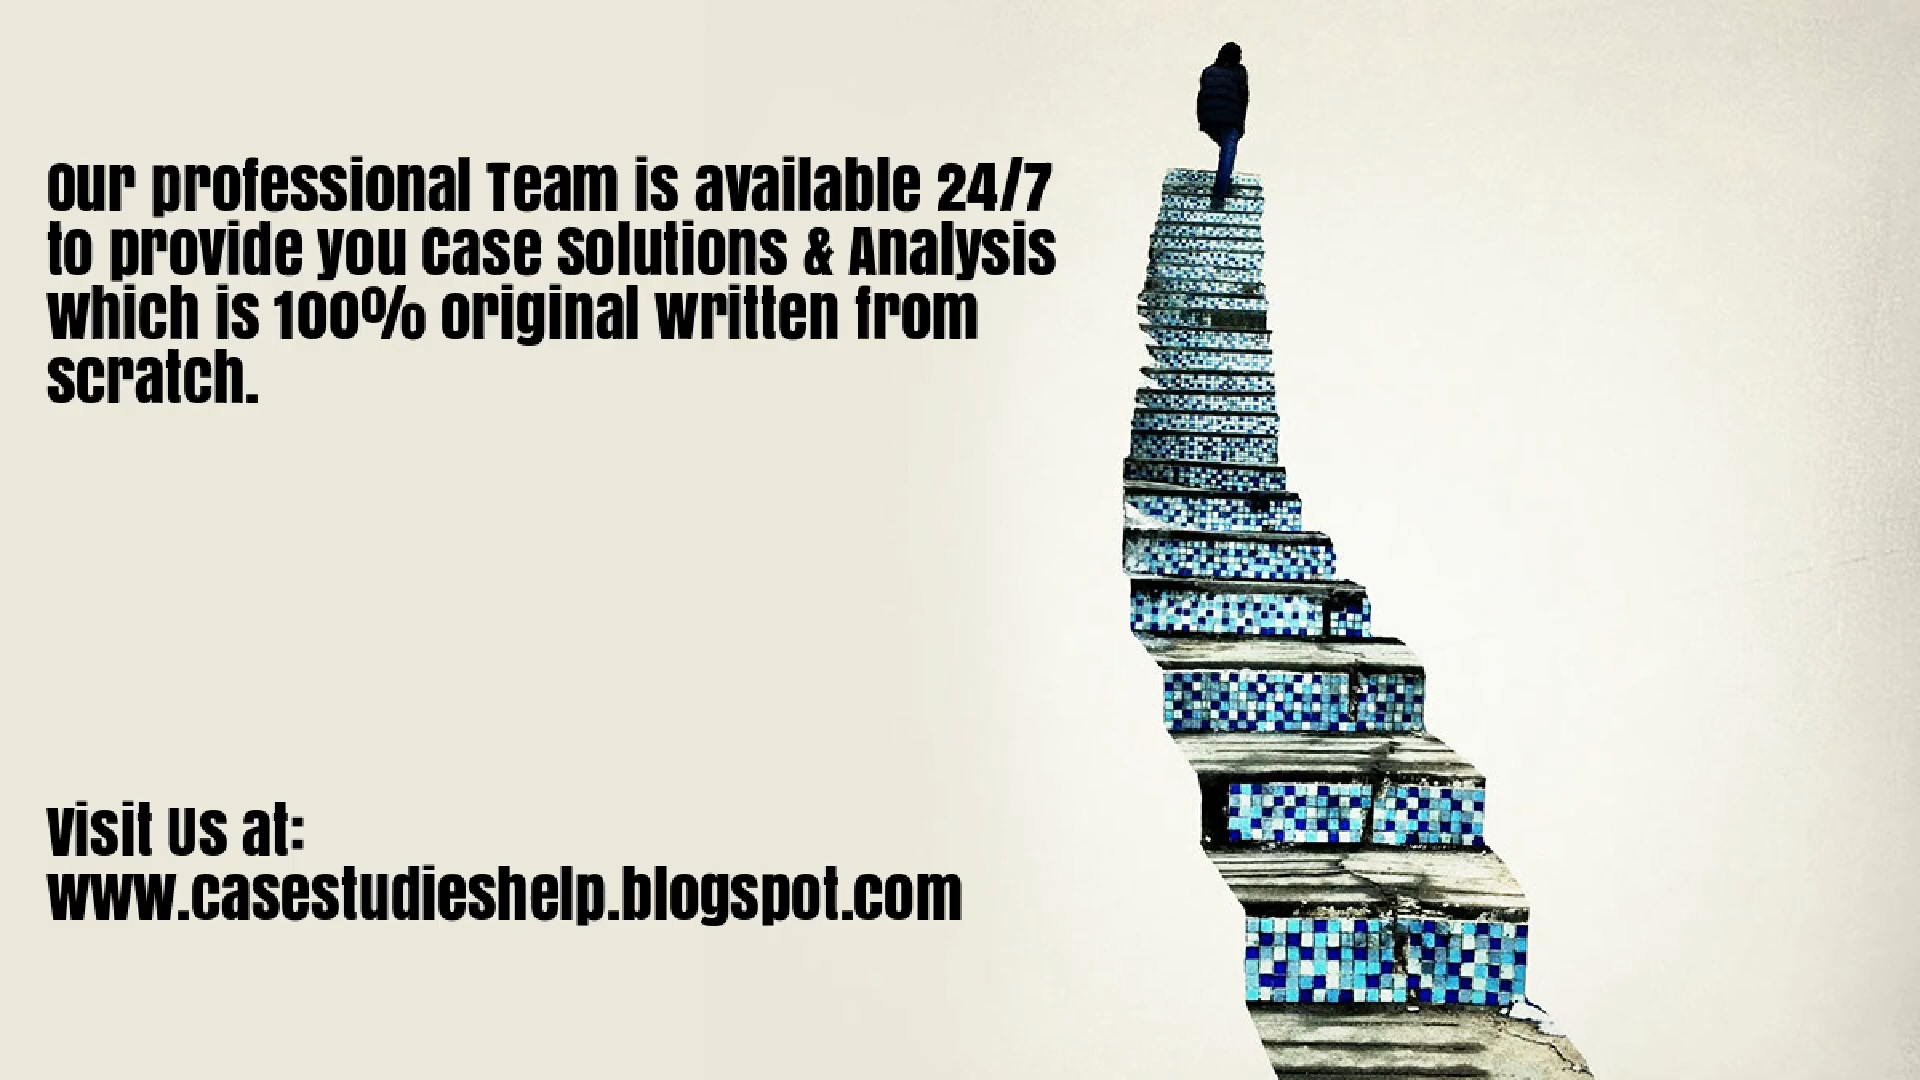 Our professional Team is available 24/7
to provide you Case Solutions & Analysis
which is 100% original written from
scratch.
Visit Us at:
www.casestudieshelp.blogspot.com